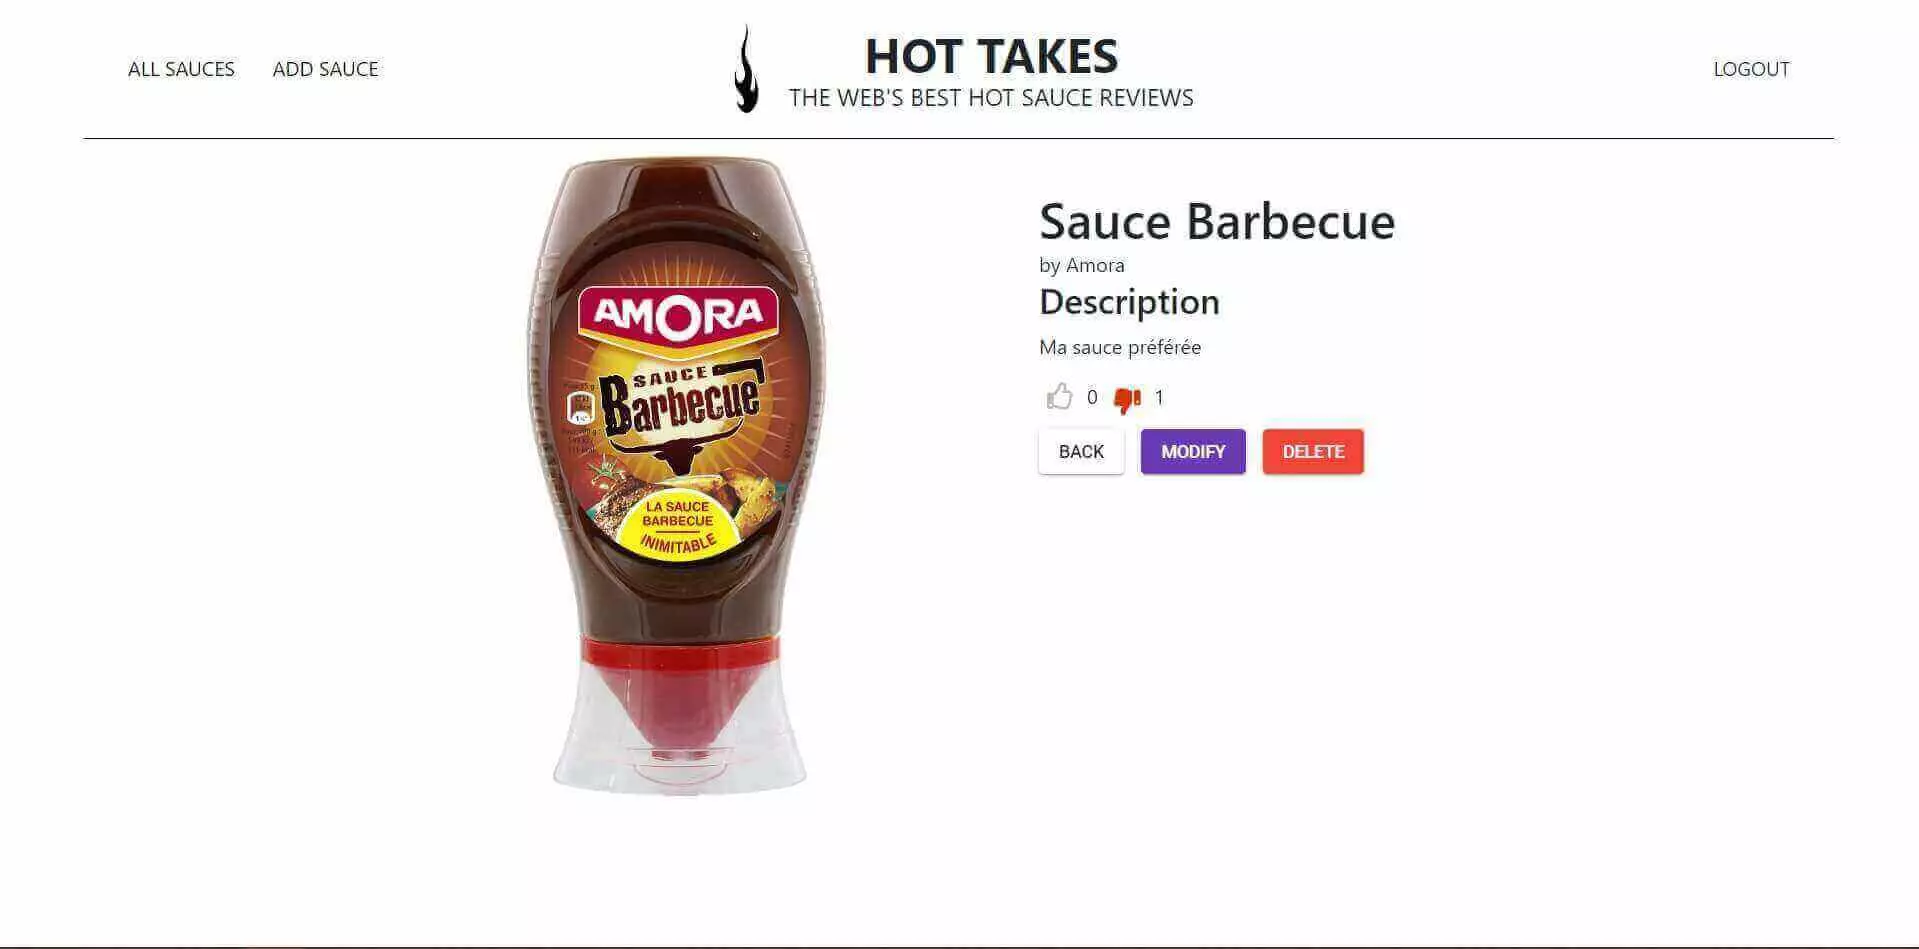 ALL SAUCES
ADD SAUCE
HOT TAKES
THE WEB'S BEST HOT SAUCE REVIEWS
LOGOUT
AMORA
SAUCE
Barbecue
LA SAUCE
BARBECUE
INIMITABLE
Sauce Barbecue
by Amora
Description
Ma sauce préférée
0 1
BACK MODIFY DELETE